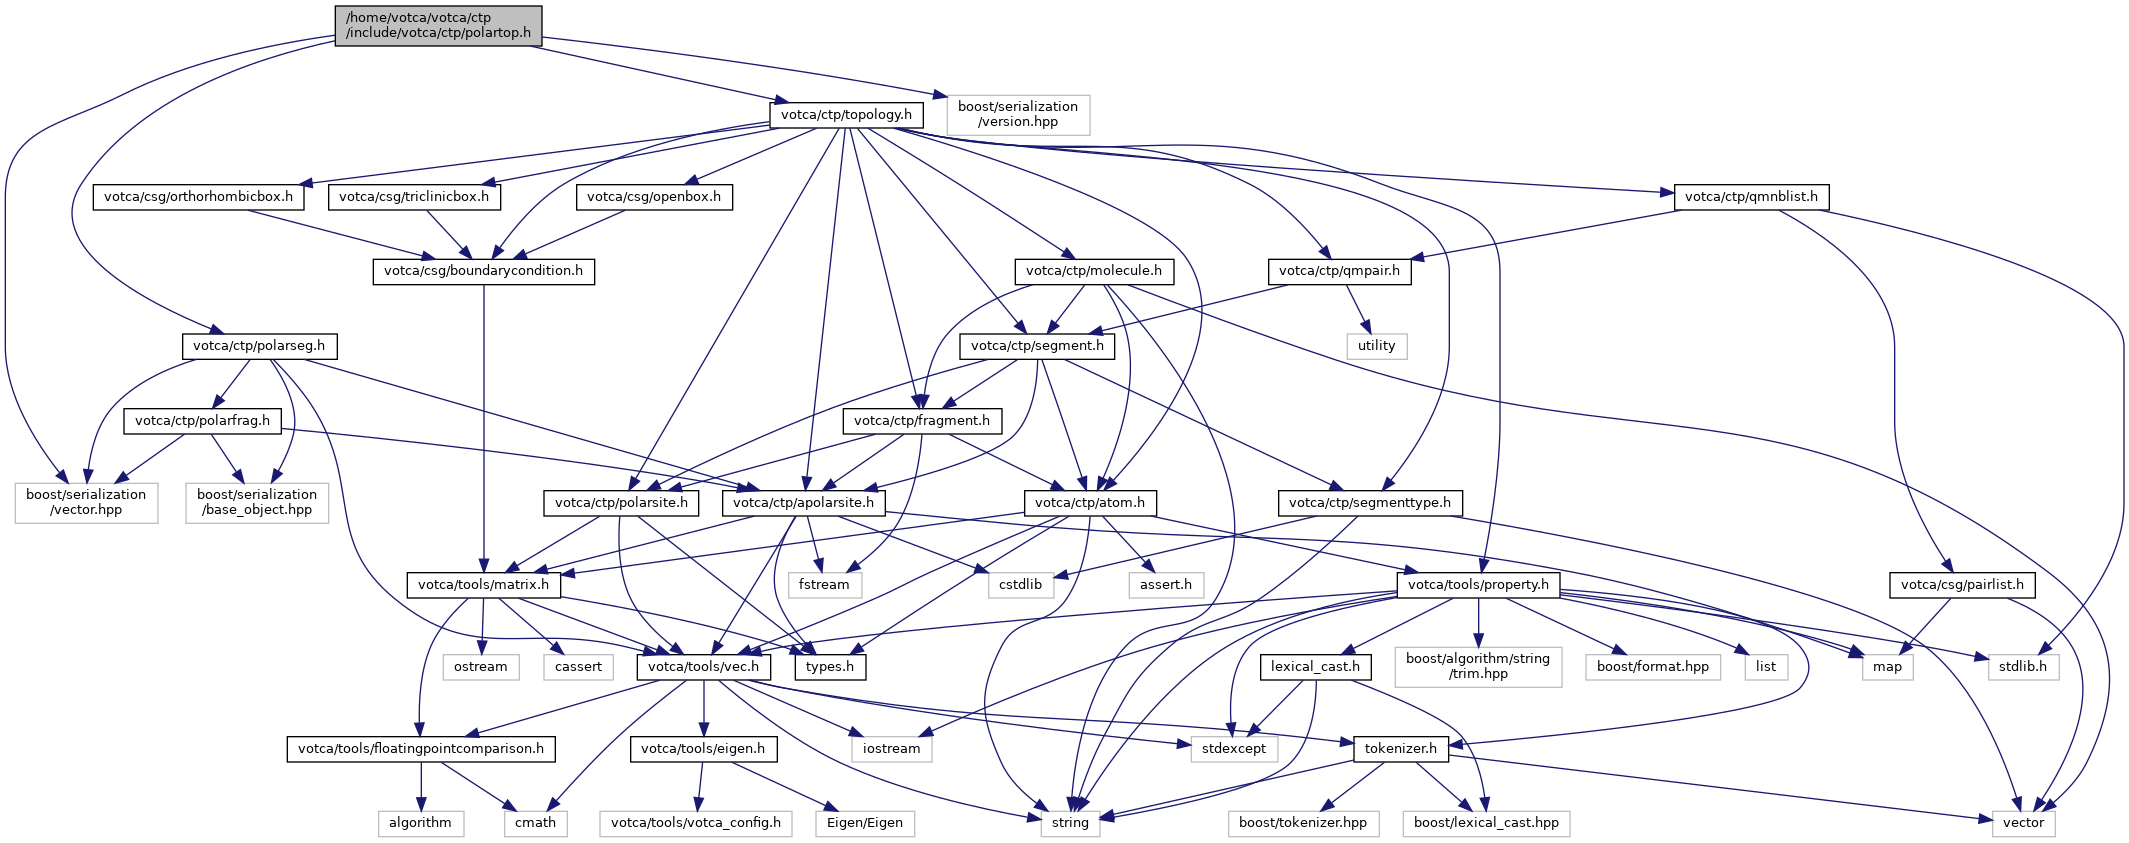 /home/votca/votca/ctp
/include/votca/ctp/polartop.h
boost/serialization
/version.hpp
votca/ctp/topology.h
votca/csg/orthorhombicbox.h
votca/csg/triclinicbox.h
votca/csg/openbox.h
votca/ctp/qmnblist.h
votca/csg/boundarycondition.h
votca/ctp/molecule.h
votca/ctp/qmpair.h
votca/ctp/polarseg.h
votca/ctp/segment.h
utility
votca/ctp/polarfrag.h
votca/ctp/fragment.h
boost/serialization
/vector.hpp
boost/serialization
/base_object.hpp
votca/ctp/polarsite.h
votca/ctp/apolarsite.h
votca/ctp/atom.h
votca/ctp/segmenttype.h
votca/tools/matrix.h
fstream
cstdlib
assert.h
votca/tools/property.h
votca/csg/pairlist.h
ostream
cassert
votca/tools/vec.h
types.h
lexical_cast.h
boost/algorithm/string
/trim.hpp
boost/format.hpp
list
map
stdlib.h
votca/tools/floatingpointcomparison.h
votca/tools/eigen.h
iostream
stdexcept
tokenizer.h
algorithm
cmath
votca/tools/votca_config.h
Eigen/Eigen
string
boost/tokenizer.hpp
boost/lexical_cast.hpp
vector